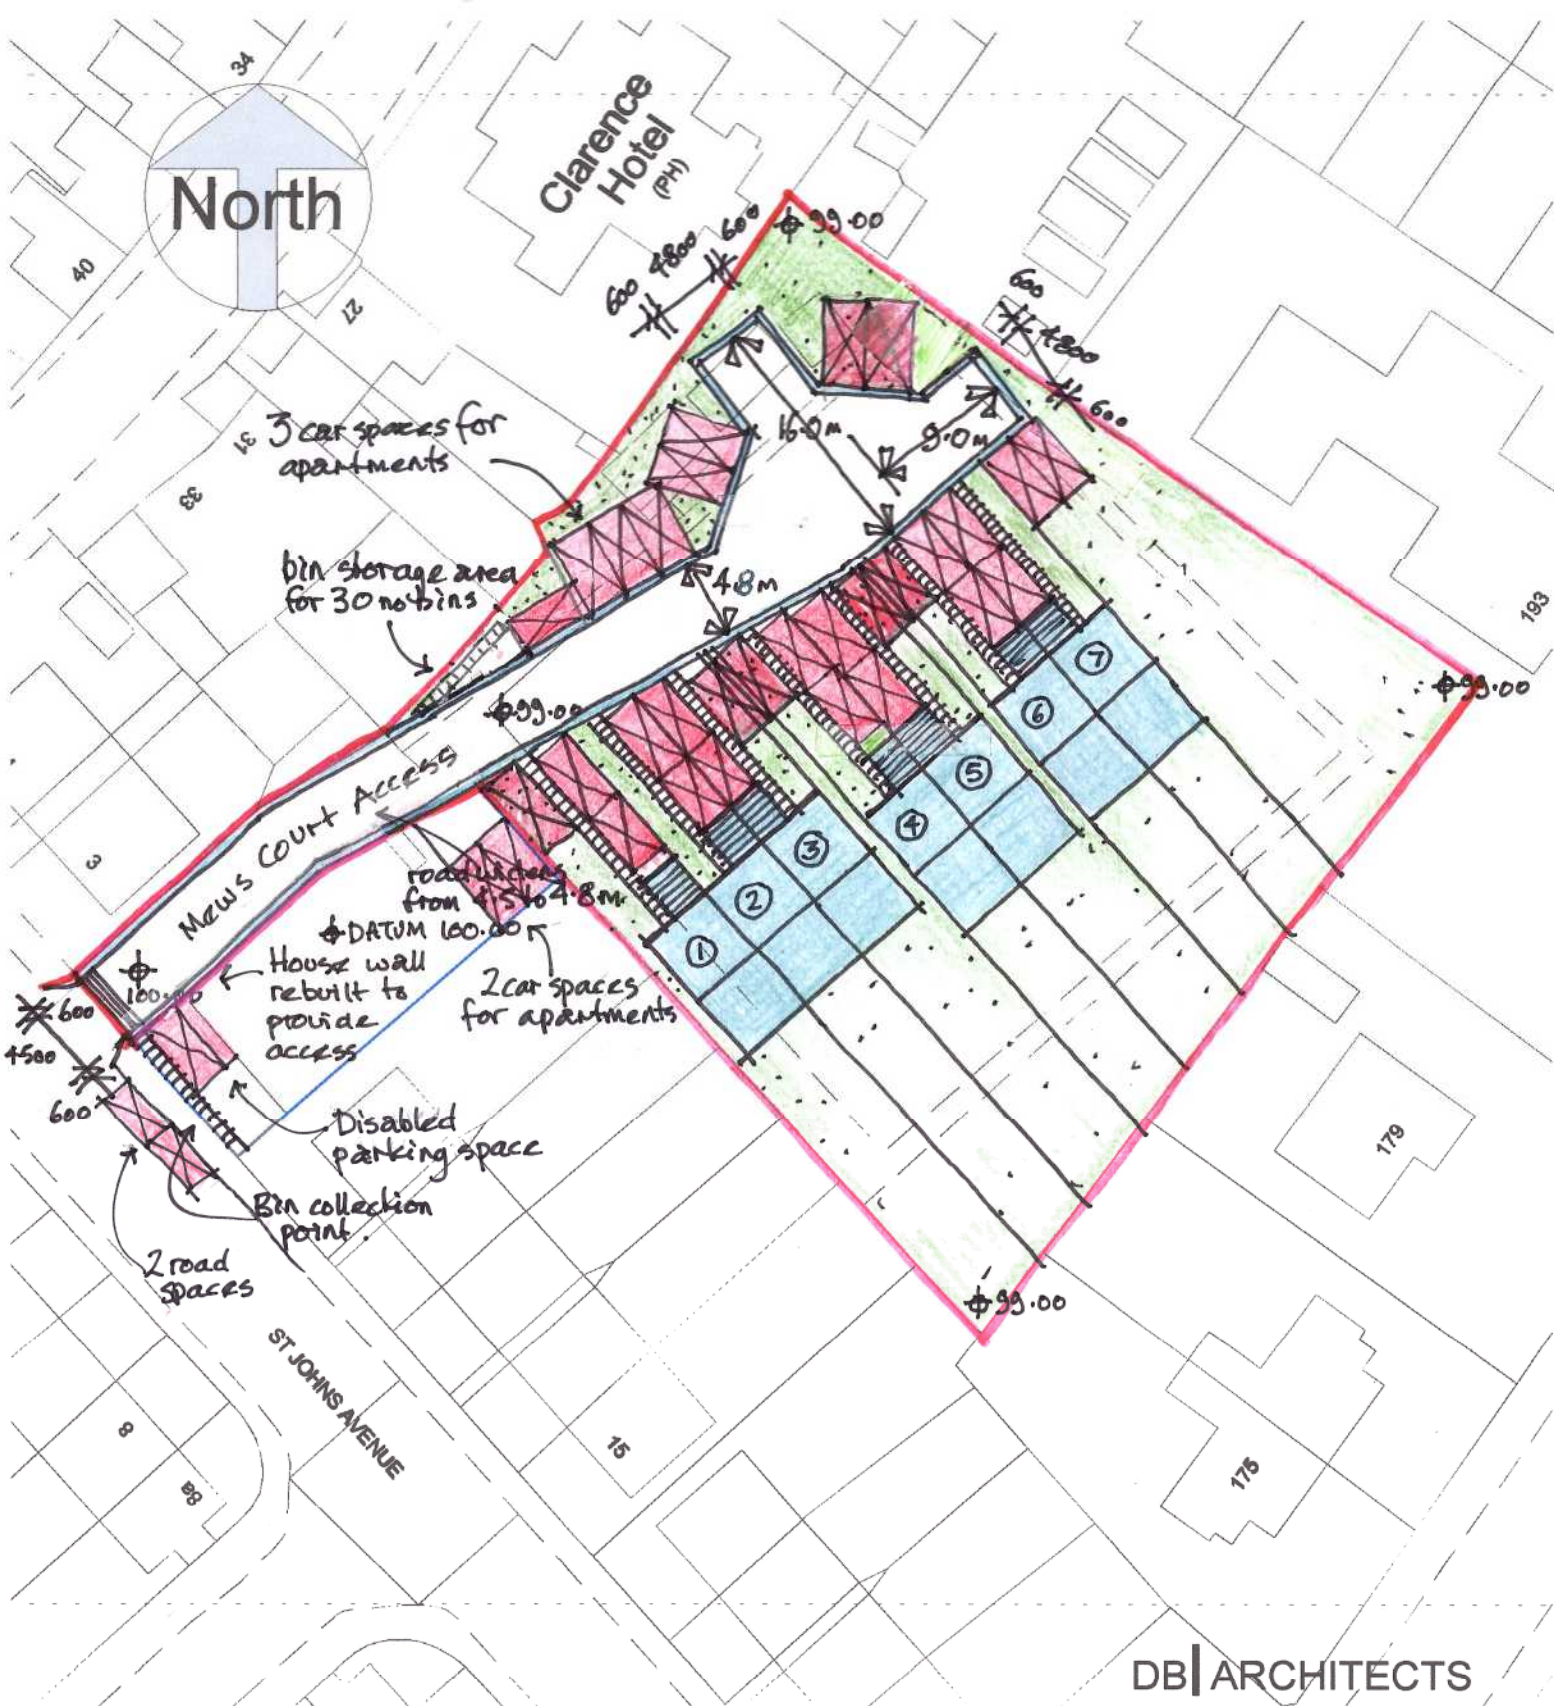 34
North
Clarence
Hotel
(PH)
40
27
31
33
600 4800 600
99.00
600
4800
600
3 car spaces for
apartments
16.0m
9.0m
bin storage area
for 30 no bins
4.8m
193
99.00
99.00
Mews Court Access
3
road widens
from 4.5 to 4.8m
DATUM 100.00
House wall
rebuilt to
provide
access
2 car spaces
for apartments
1
2
3
4
5
6
7
600
4500
600
Disabled
parking space
Bin collection
point.
2 road
spaces
99.00
ST JOHNS AVENUE
8
8a
15
179
175
DB|ARCHITECTS